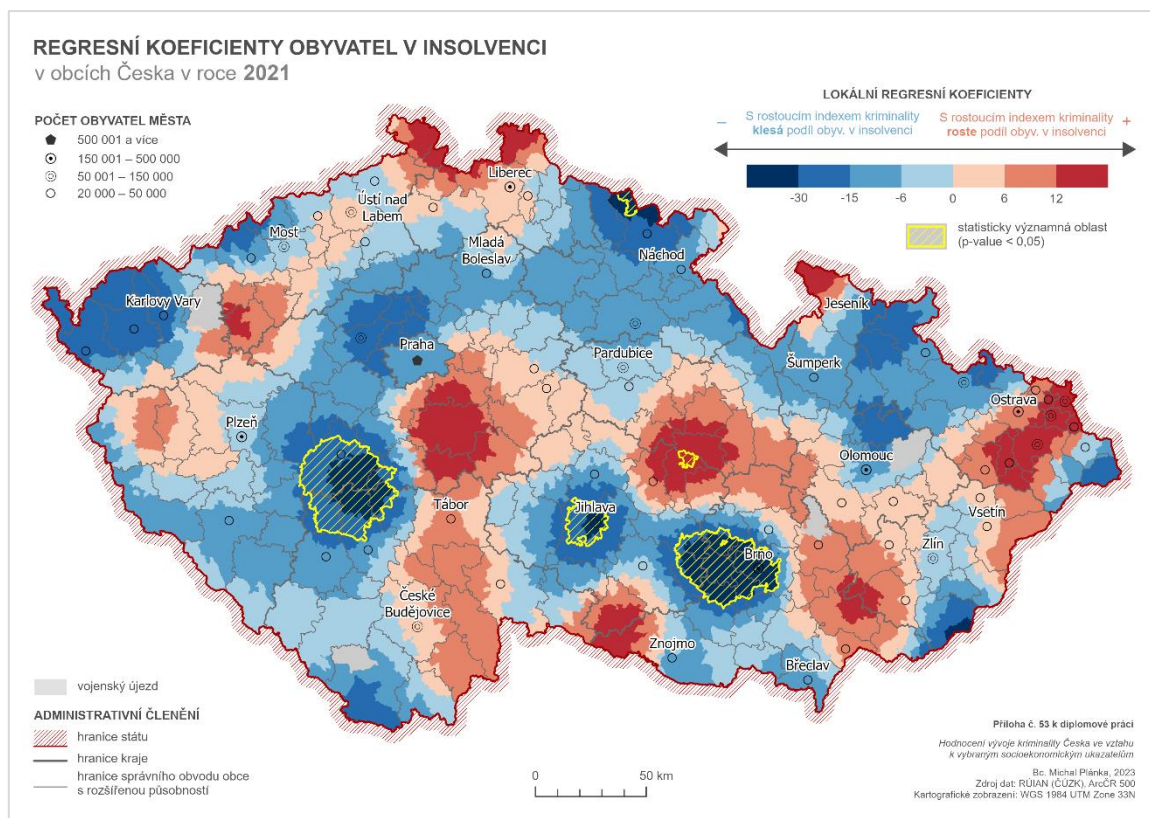 REGRESNÍ KOEFICIENTY OBYVATEL V INSOLVENCI
v obcích Česka v roce 2021
POČET OBYVATEL MĚSTA
500 001 a více
150 001 – 500 000
50 001 – 150 000
20 000 – 50 000
LOKÁLNÍ REGRESNÍ KOEFICIENTY
– S rostoucím indexem kriminality S rostoucím indexem kriminality +
klesá podíl obyv. v insolvenci roste podíl obyv. v insolvenci
-30 -15 -6 0 6 12
statisticky významná oblast
(p-value < 0,05)
Liberec
Ústí nad
Labem
Most
Mladá
Boleslav
Náchod
Karlovy Vary
Jeseník
Praha
Pardubice
Šumperk
Plzeň
Ostrava
Olomouc
Tábor
Jihlava
Vsetín
Brno
Zlín
České
Budějovice
Znojmo
Břeclav
vojenský újezd
ADMINISTRATIVNÍ ČLENĚNÍ
hranice státu
hranice kraje
hranice správního obvodu obce
s rozšířenou působností
0 50 km
Příloha č. 53 k diplomové práci
Hodnocení vývoje kriminality Česka ve vztahu
k vybraným socioekonomickým ukazatelům
Bc. Michal Plánka, 2023
Zdroj dat: RÚIAN (ČÚZK), ArcČR 500
Kartografické zobrazení: WGS 1984 UTM Zone 33N